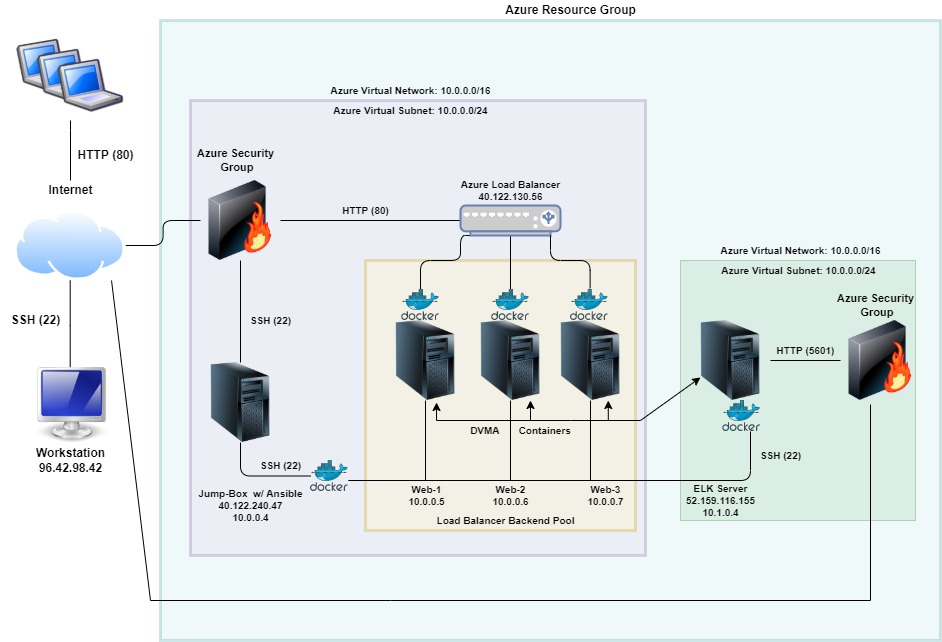 Azure Resource Group
HTTP (80)
Internet
SSH (22)
Workstation
96.42.98.42
Azure Virtual Network: 10.0.0.0/16
Azure Virtual Subnet: 10.0.0.0/24
Azure Security
Group
HTTP (80)
Azure Load Balancer
40.122.130.56
SSH (22)
docker
docker
docker
DVMA
Containers
SSH (22)
docker
Jump-Box w/ Ansible
40.122.240.47
10.0.0.4
Web-1
10.0.0.5
Web-2
10.0.0.6
Web-3
10.0.0.7
Load Balancer Backend Pool
Azure Virtual Network: 10.0.0.0/16
Azure Virtual Subnet: 10.0.0.0/24
Azure Security
Group
HTTP (5601)
docker
SSH (22)
ELK Server
52.159.116.155
10.1.0.4